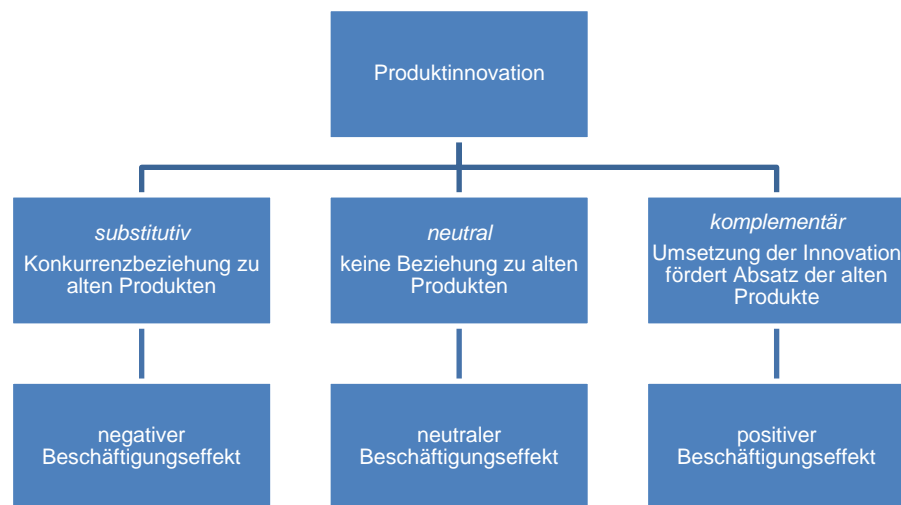 Produktinnovation
substitutiv
Konkurrenzbeziehung zu
alten Produkten
neutral
keine Beziehung zu alten
Produkten
komplementär
Umsetzung der Innovation
fördert Absatz der alten
Produkte
negativer
Beschäftigungseffekt
neutraler
Beschäftigungseffekt
positiver
Beschäftigungseffekt